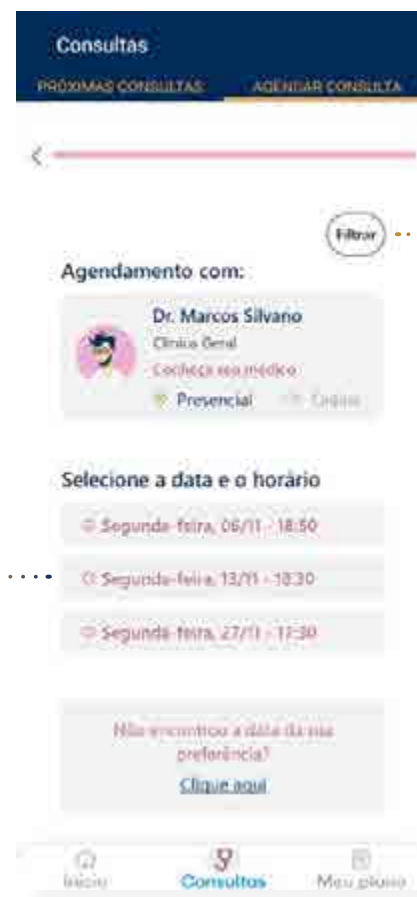 Consultas
PRÓXIMAS CONSULTAS AGENDAR CONSULTA
Filtrar
Agendamento com:
Dr. Marcos Silvano
Clínico Geral
Conheça seu médico
Presencial Online
Selecione a data e o horário
Segunda-feira, 06/11 - 18:50
Segunda-feira, 13/11 - 18:30
Segunda-feira, 27/11 - 17:30
Não encontrou a data da sua
preferência?
Clique aqui
Início Consultas Meu plano